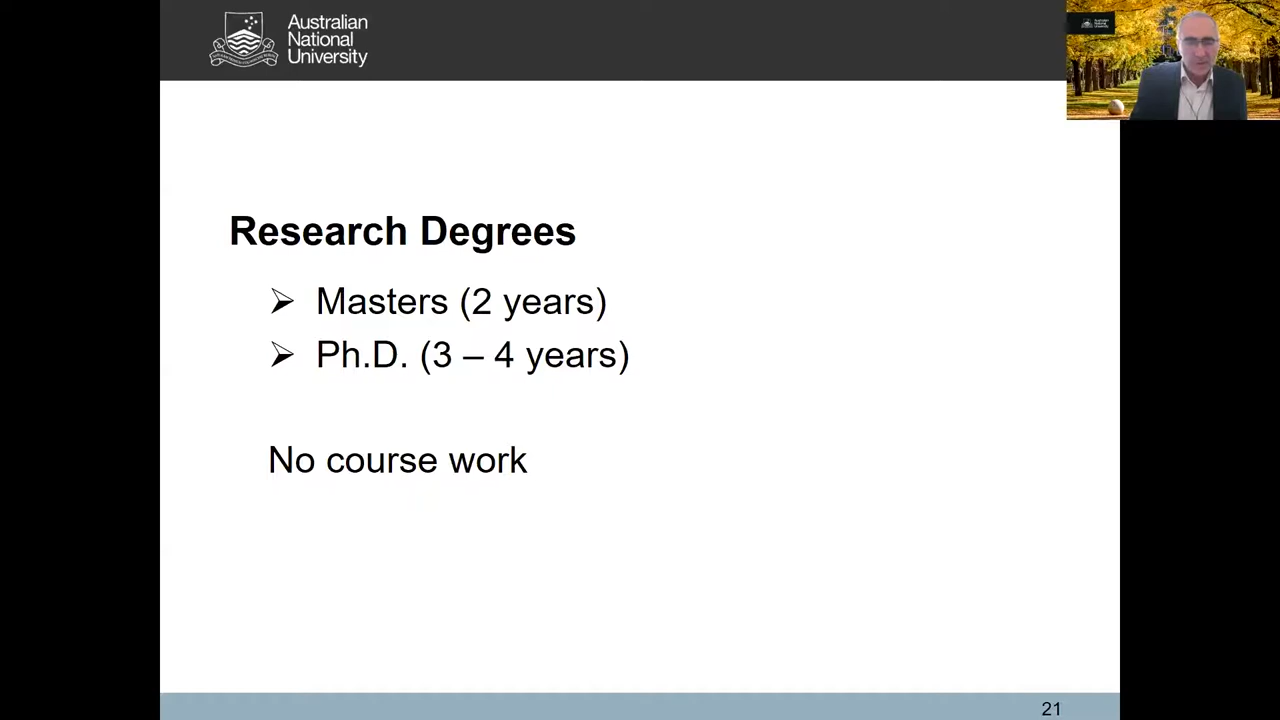 Australian
National
University
Research Degrees
➢ Masters (2 years)
➢ Ph.D. (3 – 4 years)
No course work
21